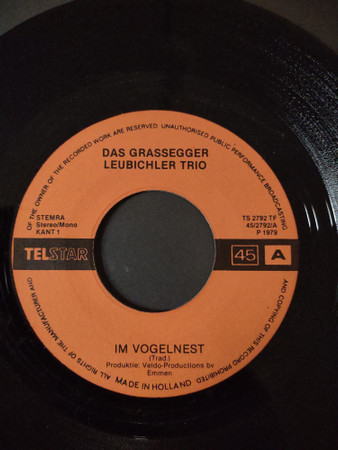 ALL RIGHTS OF THE MANUFACTURER AND OF THE OWNER OF THE RECORDED WORK ARE RESERVED. UNAUTHORISED PUBLIC PERFORMANCE BROADCASTING AND COPYING OF THIS RECORD PROHIBITED
DAS GRASSEGGER
LEUBICHLER TRIO
STEMRA
Stereo/Mono
KANT 1
TS 2792 TF
45/2792/A
P 1979
TELSTAR
45 A
IM VOGELNEST
(Trad.)
Produktie: Veldo-Productions by
Emmen
MADE IN HOLLAND